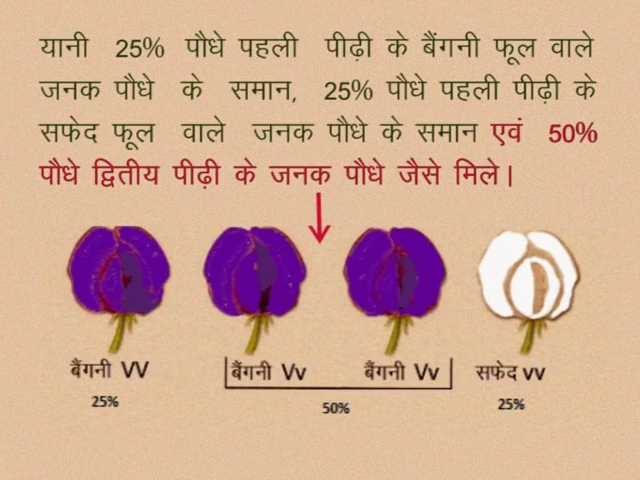 यानी 25% पौधे पहली पीढ़ी के बैंगनी फूल वाले
जनक पौधे के समान, 25% पौधे पहली पीढ़ी के
सफेद फूल वाले जनक पौधे के समान एवं 50%
पौधे द्वितीय पीढ़ी के जनक पौधे जैसे मिले।
बैंगनी VV बैंगनी Vv बैंगनी Vv सफेद vv
25% 50% 25%